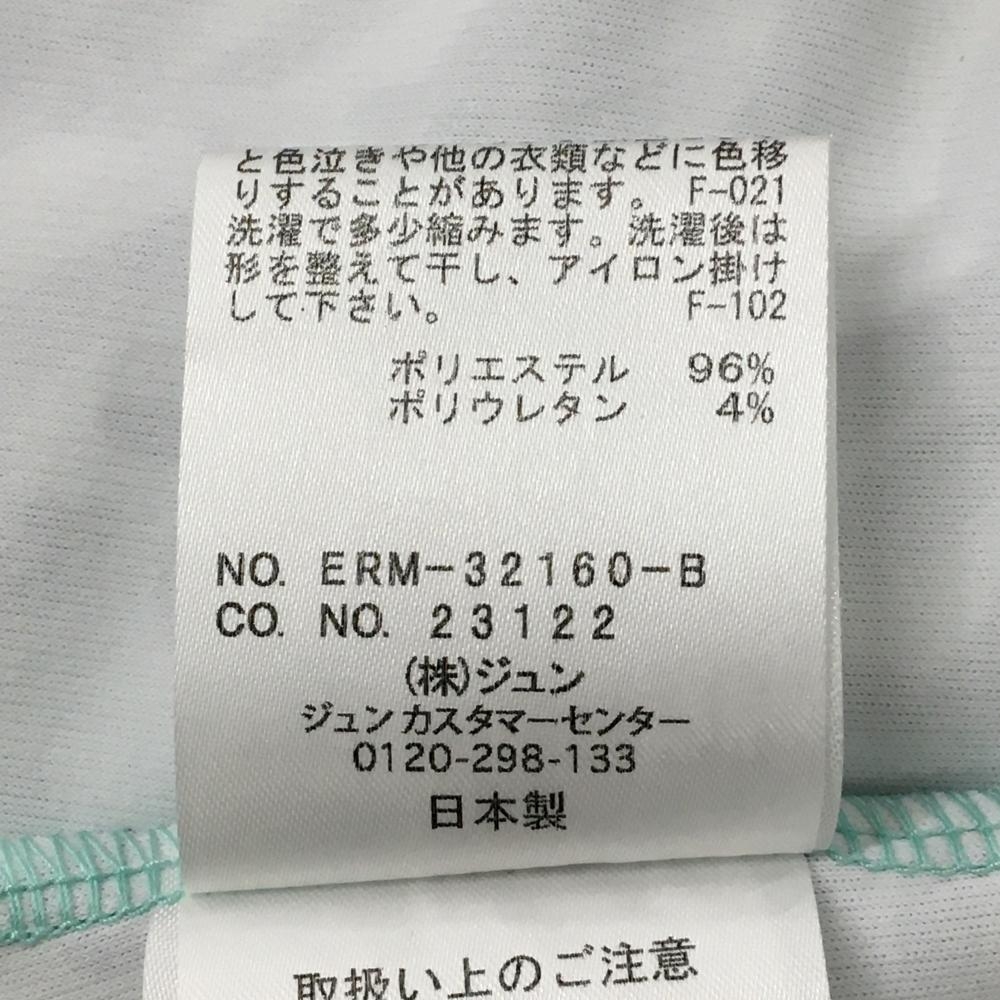 と色泣きや他の衣類などに色移
りすることがあります。 F-021
洗濯で多少縮みます。洗濯後は
形を整えて干し、アイロン掛け
して下さい。 F-102
ポリエステル 96%
ポリウレタン 4%
NO. ERM-32160-B
CO. NO. 23122
(株)ジュン
ジュンカスタマーセンター
0120-298-133
日本製
取扱い上のご注意